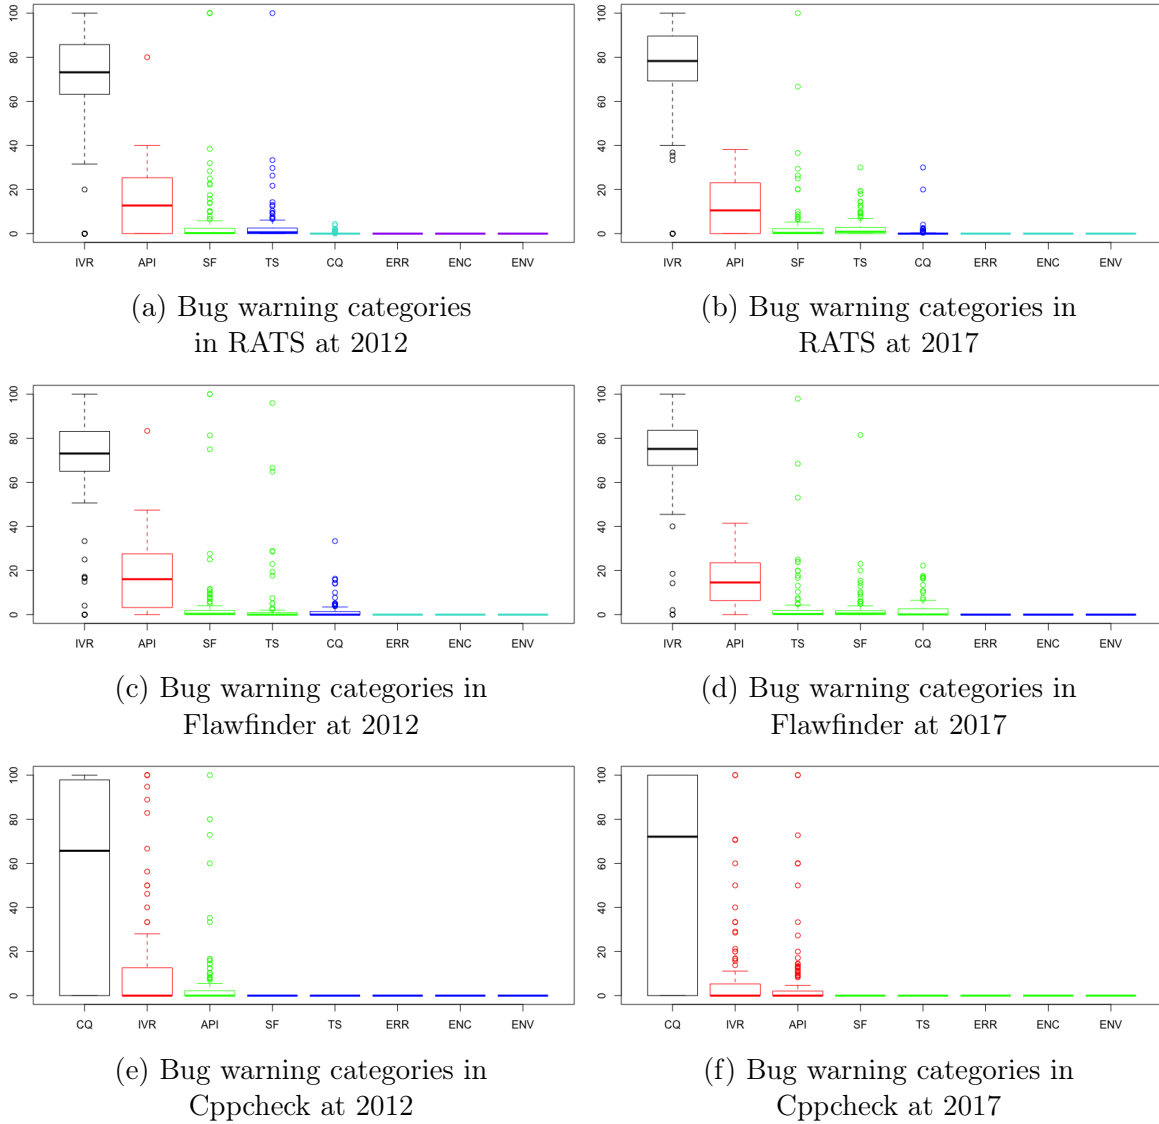 0 20 40 60 80 100
IVR API SF TS CQ ERR ENC ENV
(a) Bug warning categories
in RATS at 2012
0 20 40 60 80 100
IVR API SF TS CQ ERR ENC ENV
(b) Bug warning categories in
RATS at 2017
0 20 40 60 80 100
IVR API SF TS CQ ERR ENC ENV
(c) Bug warning categories in
Flawfinder at 2012
0 20 40 60 80 100
IVR API TS SF CQ ERR ENC ENV
(d) Bug warning categories in
Flawfinder at 2017
0 20 40 60 80 100
CQ IVR API SF TS ERR ENC ENV
(e) Bug warning categories in
Cppcheck at 2012
0 20 40 60 80 100
CQ IVR API SF TS ERR ENC ENV
(f) Bug warning categories in
Cppcheck at 2017